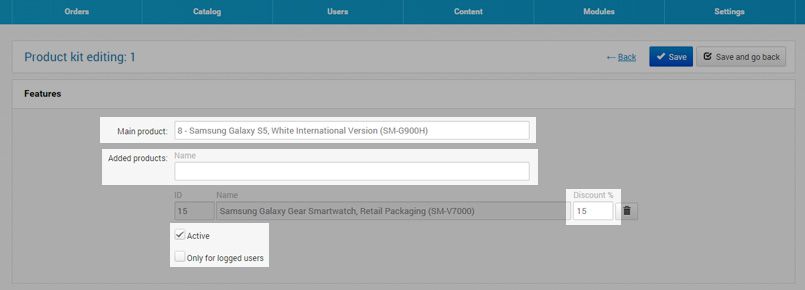 Orders Catalog Users Content Modules Settings
Product kit editing: 1 ← Back Save Save and go back
Features
Main product: 8 - Samsung Galaxy S5, White International Version (SM-G900H)
Added products: Name
ID Name Discount %
15 Samsung Galaxy Gear Smartwatch, Retail Packaging (SM-V7000) 15
Active
Only for logged users